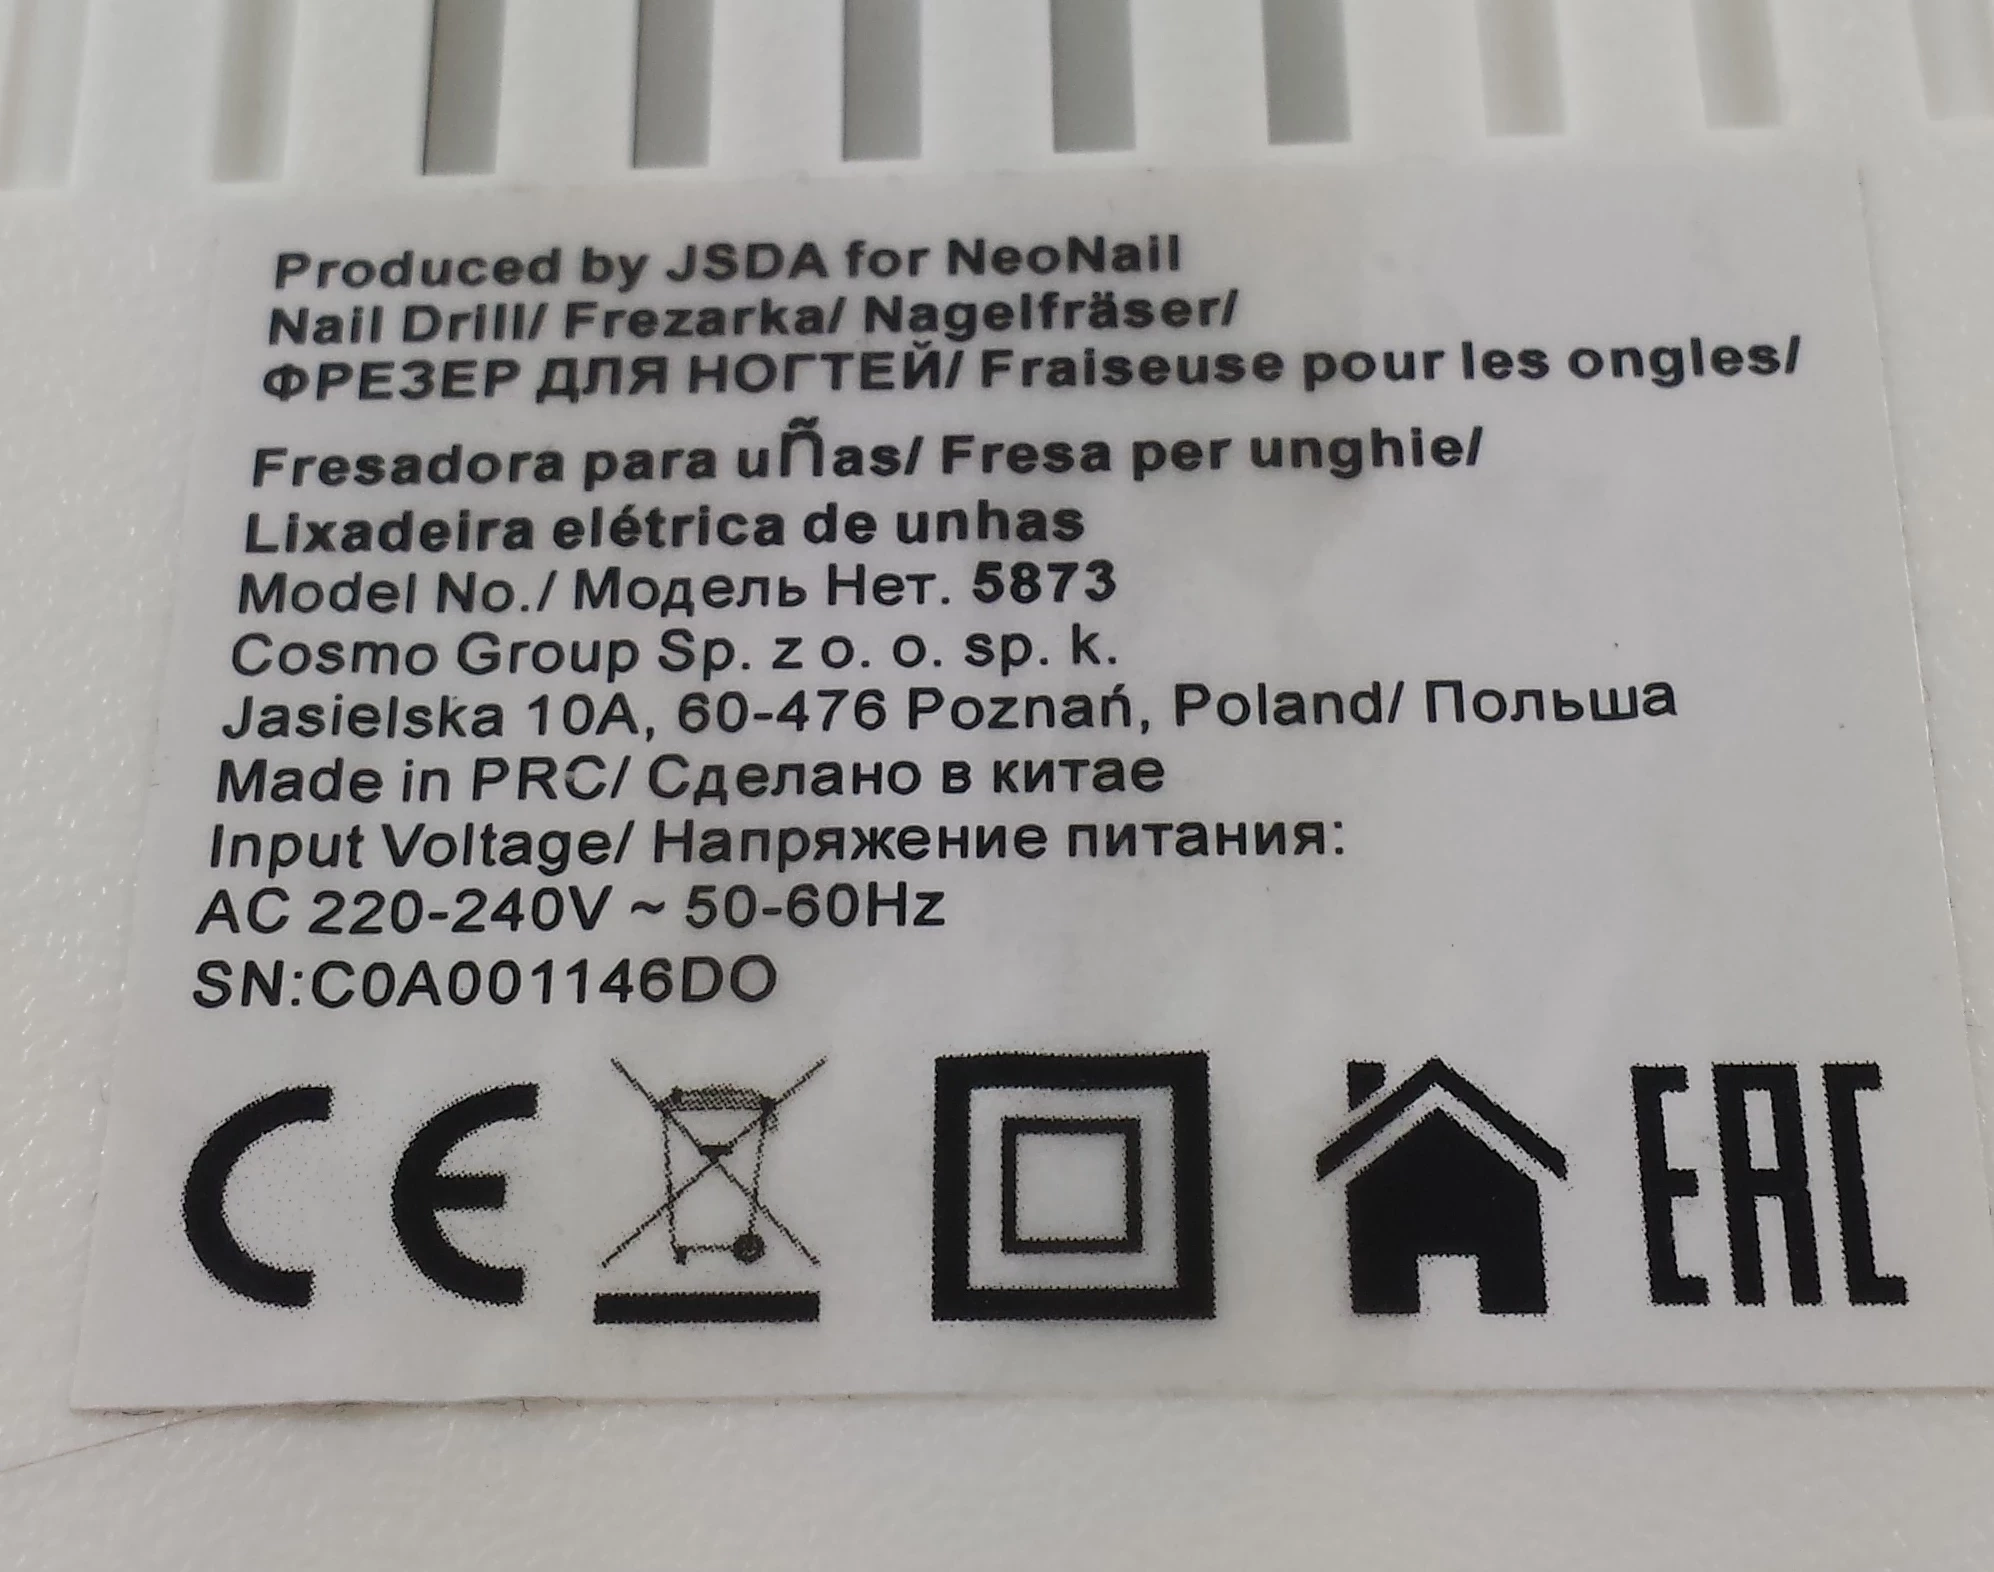 Produced by JSDA for NeoNail
Nail Drill/ Frezarka/ Nagelfräser/
ФРЕЗЕР ДЛЯ НОГТЕЙ/ Fraiseuse pour les ongles/
Fresadora para uÑas/ Fresa per unghie/
Lixadeira elétrica de unhas
Model No./ Модель Нет. 5873
Cosmo Group Sp. z o. o. sp. k.
Jasielska 10A, 60-476 Poznań, Poland/ Польша
Made in PRC/ Сделано в китае
Input Voltage/ Напряжение питания:
AC 220-240V ~ 50-60Hz
SN:C0A001146DO
CE EAC